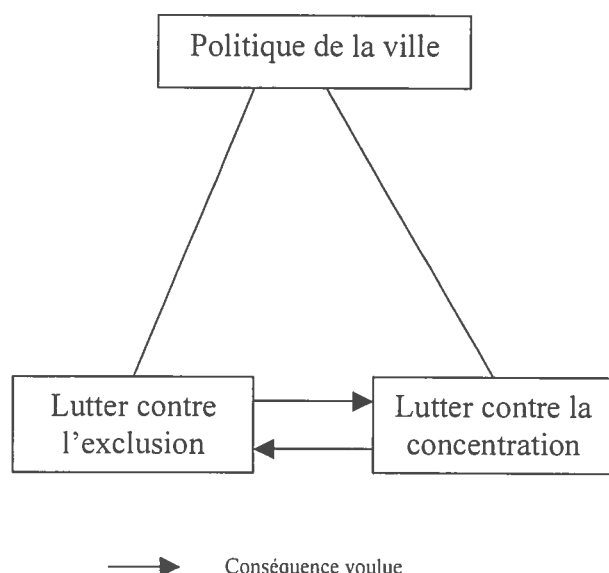 Politique de la ville
Lutter contre
l'exclusion
Lutter contre la
concentration
Conséquence voulue